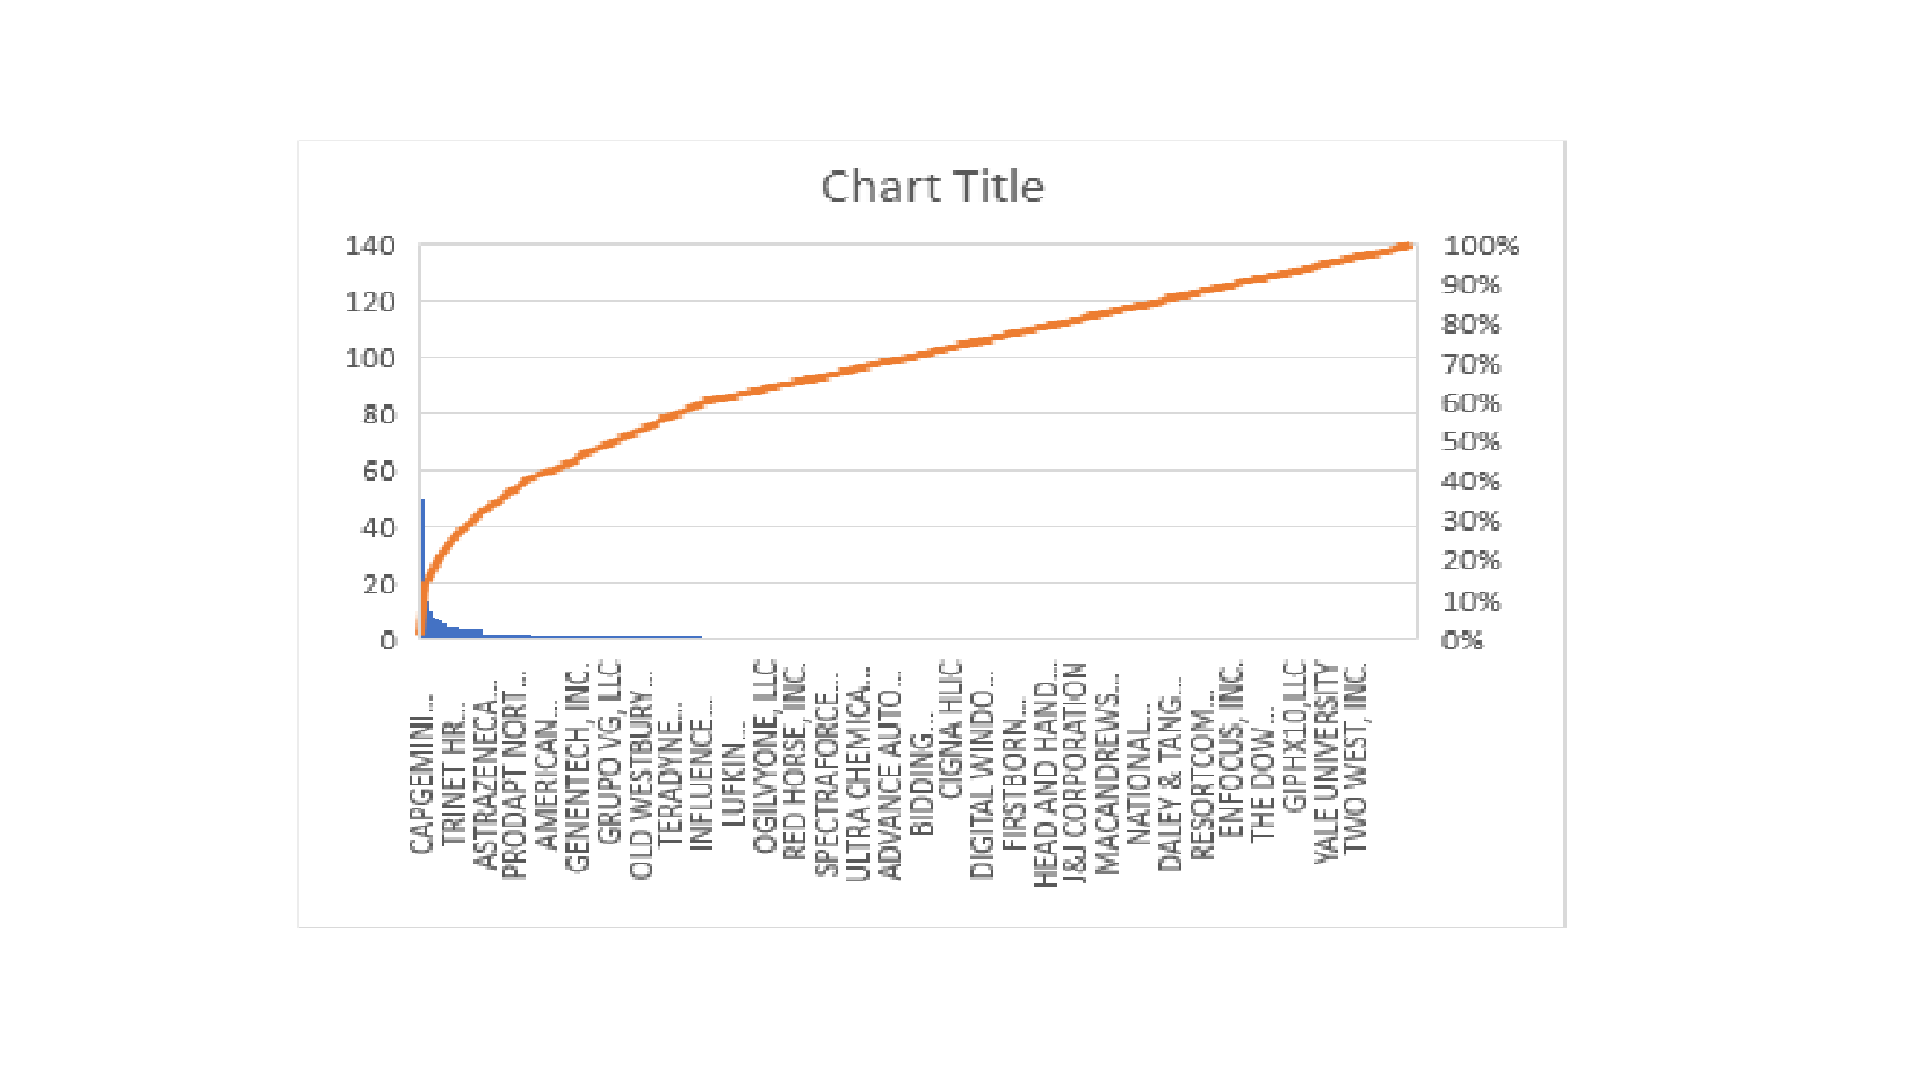 Chart Title
140
120
100
80
60
40
20
0
100%
90%
80%
70%
60%
50%
40%
30%
20%
10%
0%
CAPGEMINI...
TRINET HR...
ASTRAZENECA...
PRODAPT NORT...
AMERICAN...
GENENTECH, INC.
GRUPO VG, LLC
OLD WESTBURY...
TERADYNE...
INFLUENCE...
LUFKIN...
OGILVYONE, LLC
RED HORSE, INC.
SPECTRAFORCE...
ULTRA CHEMICA...
ADVANCE AUTO...
BIDDING...
CIGNA HLIC
DIGITAL WINDO...
FIRSTBORN...
HEAD AND HAND...
J&J CORPORATION
MACANDREWS...
NATIONAL...
DALEY & TANG...
RESORTCOM...
ENFOCUS, INC.
THE DOW...
GIPHX10,LLC
YALE UNIVERSITY
TWO WEST, INC.